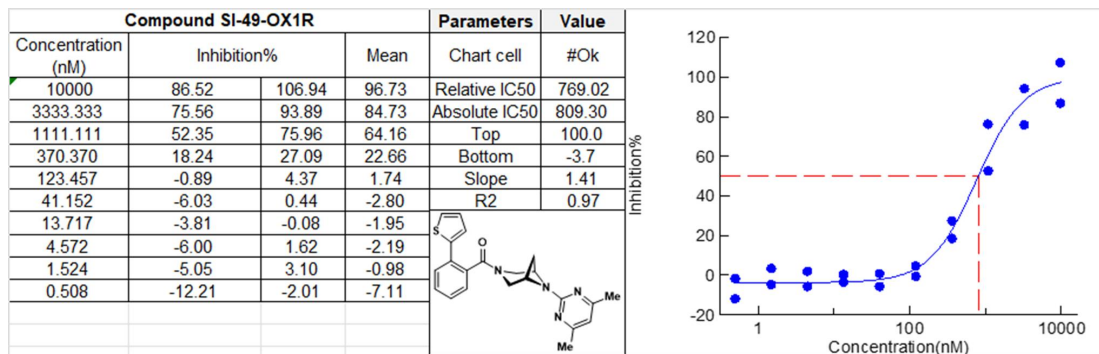 Compound SI-49-OX1R Parameters Value
Concentration (nM) Inhibition% Mean Chart cell #Ok
10000 86.52 106.94 96.73 Relative IC50 769.02
3333.333 75.56 93.89 84.73 Absolute IC50 809.30
1111.111 52.35 75.96 64.16 Top 100.0
370.370 18.24 27.09 22.66 Bottom -3.7
123.457 -0.89 4.37 1.74 Slope 1.41
41.152 -6.03 0.44 -2.80 R2 0.97
13.717 -3.81 -0.08 -1.95
4.572 -6.00 1.62 -2.19
1.524 -5.05 3.10 -0.98
0.508 -12.21 -2.01 -7.11
S
O
N
N
N
Me
N
Me
Inhibition%
120
100
80
60
40
20
0
-20
1 100 10000
Concentration(nM)